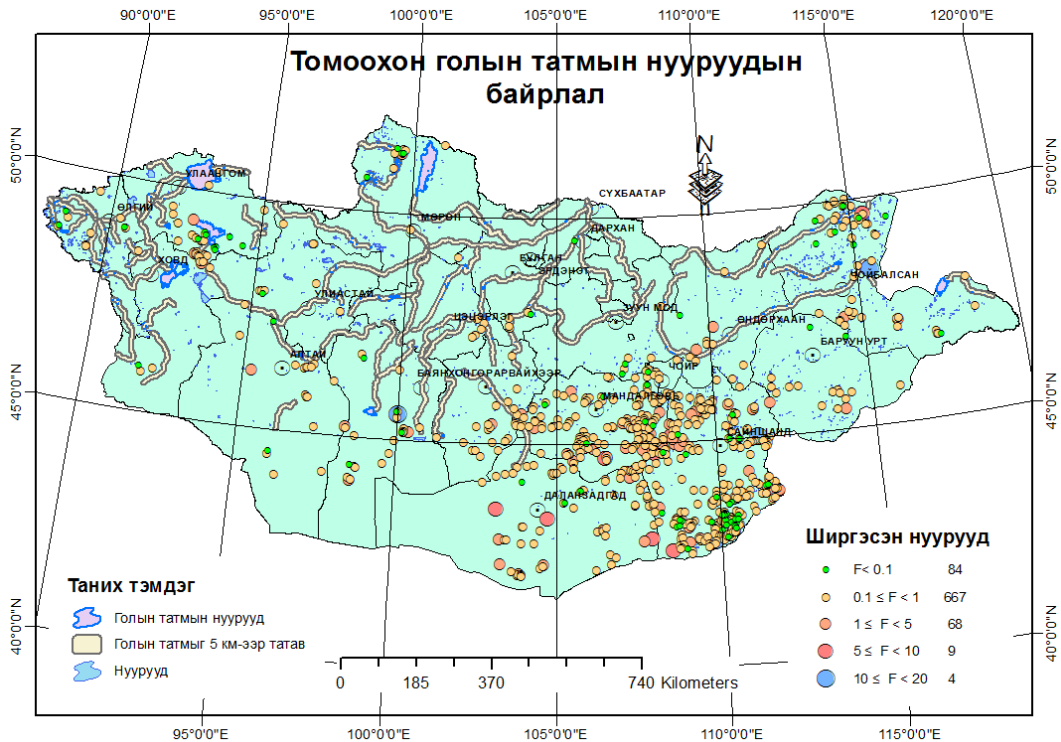 90°0'0"E 95°0'0"E 100°0'0"E 105°0'0"E 110°0'0"E 115°0'0"E 120°0'0"E
Томоохон голын татмын нууруудын
байрлал
N
50°0'0"N
50°0'0"N
УЛААНГОМ
ӨЛГИЙ
ХОВД
МӨРӨН
СҮХБААТАР
ДАРХАН
БУЛГАН
ЭРДЭНЭТ
УЛИАСТАЙ
ЦЭЦЭРЛЭГ
ЗУУН МОД
ӨНДӨРХААН
ЧОЙБАЛСАН
БАРУУН УРТ
АЛТАЙ
БАЯНХОНГОР
АРВАЙХЭЭР
ЧОЙР
МАНДАЛГОВЬ
САЙНШАНД
ДАЛАНЗАДГАД
45°0'0"N
45°0'0"N
40°0'0"N
40°0'0"N
Таних тэмдэг
Голын татмын нуурууд
Голын татмыг 5 км-ээр татав
Нуурууд
0 185 370 740 Kilometers
Ширгэсэн нуурууд
F< 0.1 84
0.1 ≤ F < 1 667
1 ≤ F < 5 68
5 ≤ F < 10 9
10 ≤ F < 20 4
95°0'0"E 100°0'0"E 105°0'0"E 110°0'0"E 115°0'0"E